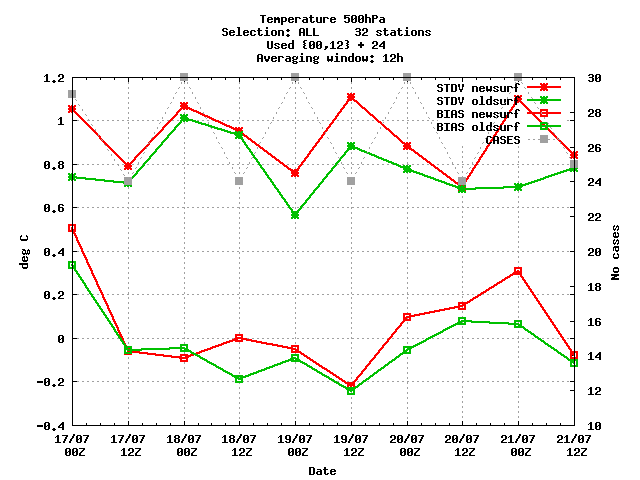 Temperature 500hPa
Selection: ALL     32 stations
Used {00,12} + 24
Averaging window: 12h
STDV newsurf
STDV oldsurf
BIAS newsurf
BIAS oldsurf
CASES
1,2
1
0,8
0,6
0,4
0,2
0
-0,2
-0,4
deg C
30
28
26
24
22
20
18
16
14
12
10
No cases
17/07 17/07 18/07 18/07 19/07 19/07 20/07 20/07 21/07 21/07
00Z 12Z 00Z 12Z 00Z 12Z 00Z 12Z 00Z 12Z
Date